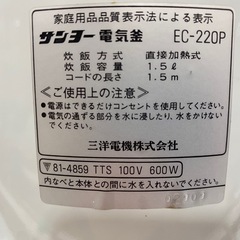 家庭用品品質表示法による表示
サンヨー電気釜 EC-220P
炊飯方式 直接加熱式
炊飯容量 1.5ℓ
コードの長さ 1.5m
＜ご使用上の注意＞
●電源はできるだけコンセントを使用してください。
●電気の通ずる部分を水に浸したり、水をかけないでください。
三洋電機株式会社
81-4859 TTS 100V 600W
内なべと本体との間に水を入れないでください